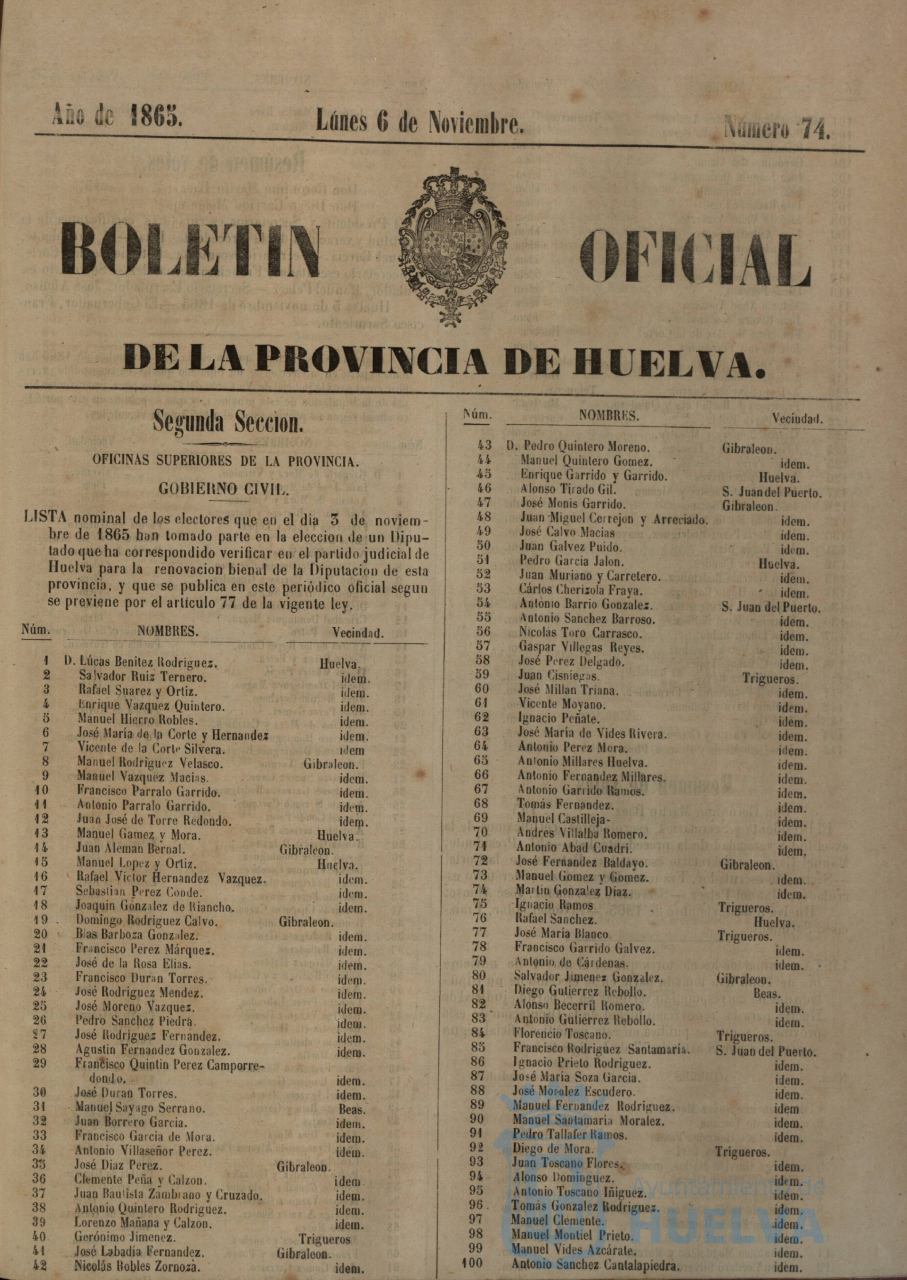 Año de 1865.
Lúnes 6 de Noviembre.
Número 74.
BOLETIN OFICIAL
DE LA PROVINCIA DE HUELVA.
Segunda Seccion.
OFICINAS SUPERIORES DE LA PROVINCIA.
GOBIERNO CIVIL.
LISTA nominal de los electores que en el dia 3 de noviem-
bre de 1865 han tomado parte en la eleccion de un Dipu-
tado que ha correspondido verificar en el partido judicial de
Huelva para la renovacion bienal de la Diputacion de esta
provincia, y que se publica en este periódico oficial segun
se previene por el artículo 77 de la vigente ley.
Núm. NOMBRES. Vecindad.
1 D. Lúcas Benitez Rodriguez. Huelva.
2 Salvador Ruiz Ternero. idem.
3 Rafael Suarez y Ortiz. idem.
4 Enrique Vazquez Quintero. idem.
5 Manuel Hierro Robles. idem.
6 José Maria de la Corte y Hernandez idem.
7 Vicente de la Corte Silvera. idem
8 Manuel Rodriguez Velasco. Gibraleon.
9 Manuel Vazquez Macias. idem.
10 Francisco Parralo Garrido. idem.
11 Antonio Parralo Garrido. idem.
12 Juan José de Torre Redondo. idem.
13 Manuel Gamez y Mora. Huelva.
14 Juan Aleman Bernal. Gibraleon.
15 Manuel Lopez y Ortiz. Huelva.
16 Rafael Victor Hernandez Vazquez. idem.
17 Sebastian Perez Conde. idem.
18 Joaquin Gonzalez de Riancho. idem.
19 Domingo Rodriguez Calvo. Gibraleon.
20 Blas Barboza Gonzalez. idem.
21 Francisco Perez Márquez. idem.
22 José de la Rosa Elias. idem.
23 Francisco Duran Torres. idem.
24 José Rodriguez Mendez. idem.
25 José Moreno Vazquez. idem.
26 Pedro Sanchez Piedra. idem.
27 José Rodriguez Fernandez. idem.
28 Agustin Fernandez Gonzalez. idem.
29 Francisco Quintin Perez Camporre-
dondo. idem.
30 José Duran Torres. idem.
31 Manuel Sayago Serrano. Beas.
32 Juan Borrero Garcia. idem.
33 Francisco Garcia de Mora. idem.
34 Antonio Villaseñor Perez. idem.
35 José Diaz Perez. Gibraleon.
36 Clemente Peña y Calzon. idem
37 Juan Bautista Zambrano y Cruzado. idem.
38 Antonio Quintero Rodriguez. idem.
39 Lorenzo Mañana y Calzon. idem.
40 Gerónimo Jimenez. Trigueros
41 José Labadia Fernandez. Gibraleon.
42 Nicolás Robles Zornoza. idem.
Núm. NOMBRES. Vecindad.
43 D. Pedro Quintero Moreno. Gibraleon.
44 Manuel Quintero Gomez. idem.
45 Enrique Garrido y Garrido. Huelva.
46 Alonso Tirado Gil. S. Juan del Puerto.
47 José Monis Garrido. Gibraleon.
48 Juan Miguel Cerrejon y Arreciado. idem.
49 José Calvo Macias idem.
50 Juan Galvez Puido. idem.
51 Pedro Garcia Jalon. Huelva.
52 Juan Muriano y Carretero. idem.
53 Cárlos Cherizola Fraya. idem.
54 Antonio Barrio Gonzalez. S. Juan del Puerto.
55 Antonio Sanchez Barroso. idem.
56 Nicolás Toro Carrasco. idem.
57 Gaspar Villegas Reyes. idem.
58 José Perez Delgado. idem.
59 Juan Cisniegas. Trigueros.
60 José Millan Triana. idem.
61 Vicente Moyano. idem.
62 Ignacio Peñate. idem.
63 José Maria de Vides Rivera. idem.
64 Antonio Perez Mora. idem.
65 Antonio Millares Huelva. idem.
66 Antonio Fernandez Millares. idem.
67 Antonio Garrido Ramos. idem.
68 Tomás Fernandez. idem.
69 Manuel Castilleja- idem.
70 Andres Villalba Romero. idem.
71 Antonio Abad Cuadri. idem.
72 José Fernandez Baldayo. Gibraleon.
73 Manuel Gomez y Gomez. idem.
74 Martin Gonzalez Diaz. idem.
75 Ignacio Ramos Trigueros.
76 Rafael Sanchez. Huelva.
77 José Maria Blanco. Trigueros.
78 Francisco Garrido Galvez. idem.
79 Antonio de Cárdenas. idem.
80 Salvador Jimenez Gonzalez. Gibraleon.
81 Diego Gutierrez Rebollo. Beas.
82 Alonso Becerril Romero. idem.
83 Antonio Gutierrez Rebollo. idem.
84 Florencio Toscano. Trigueros.
85 Francisco Rodriguez Santamaria. S. Juan del Puerto.
86 Ignacio Prieto Rodriguez. idem.
87 José Maria Soza Garcia. idem.
88 José Moralez Escudero. idem.
89 Manuel Fernandez Rodriguez. idem
90 Manuel Santamaria Moralez. idem.
91 Pedro Tallafer Ramos. idem.
92 Diego de Mora. Trigueros.
93 Juan Toscano Flores. idem.
94 Alonso Dominguez. idem.
95 Antonio Toscano Iñiguez. idem.
96 Tomás Gonzalez Rodriguez. idem.
97 Manuel Clemente. idem.
98 Manuel Montiel Prieto. idem.
99 Manuel Vides Azcárate. idem.
100 Antonio Sanchez Cantalapiedra. idem.
Ayuntamiento de
HUELVA